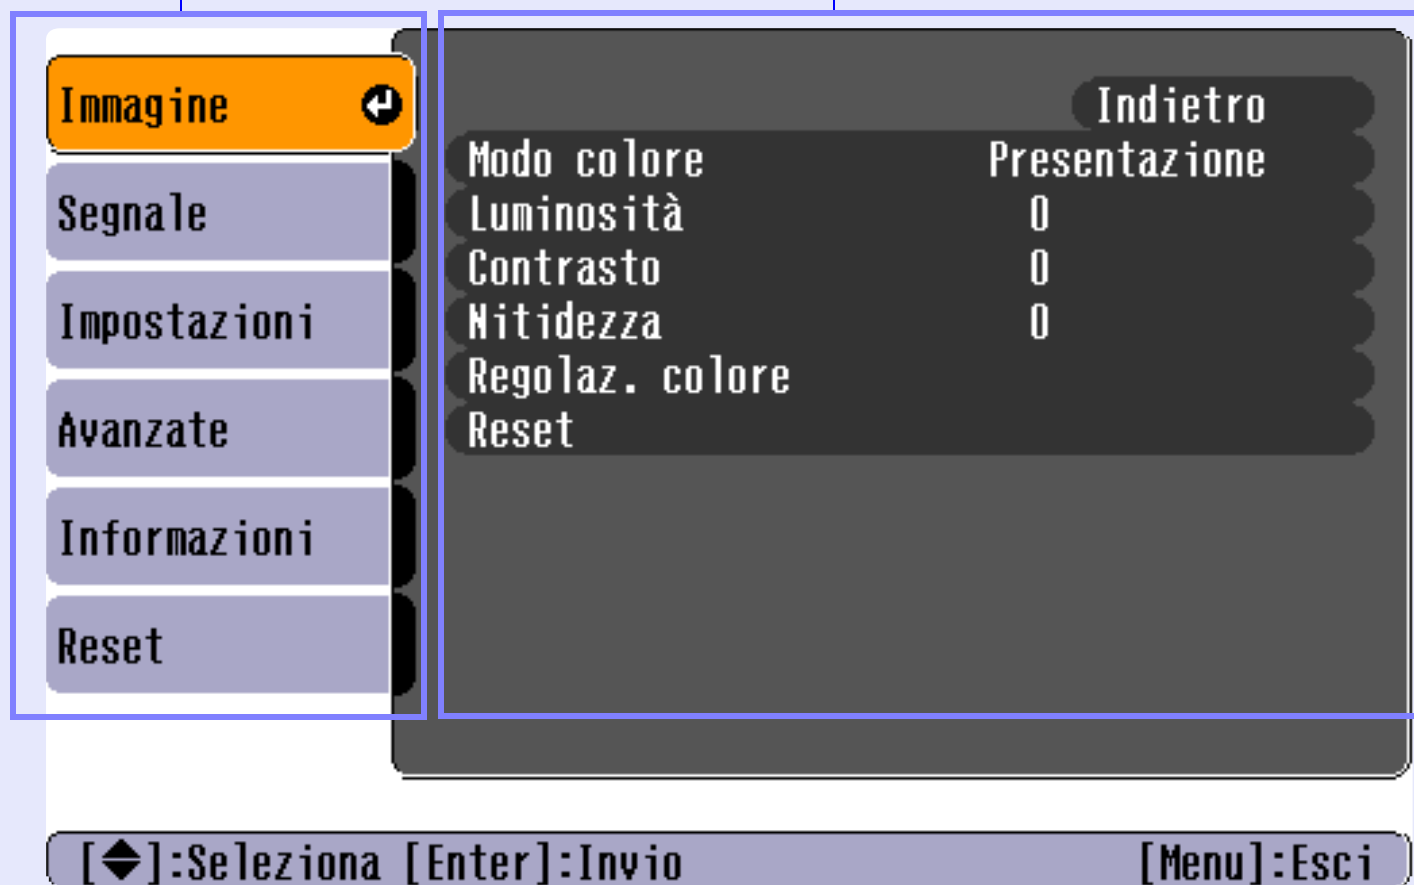 Immagine
Segnale
Impostazioni
Avanzate
Informazioni
Reset
Indietro
Modo colore Presentazione
Luminosità 0
Contrasto 0
Nitidezza 0
Regolaz. colore
Reset
[◆]:Seleziona [Enter]:Invio [Menu]:Esci